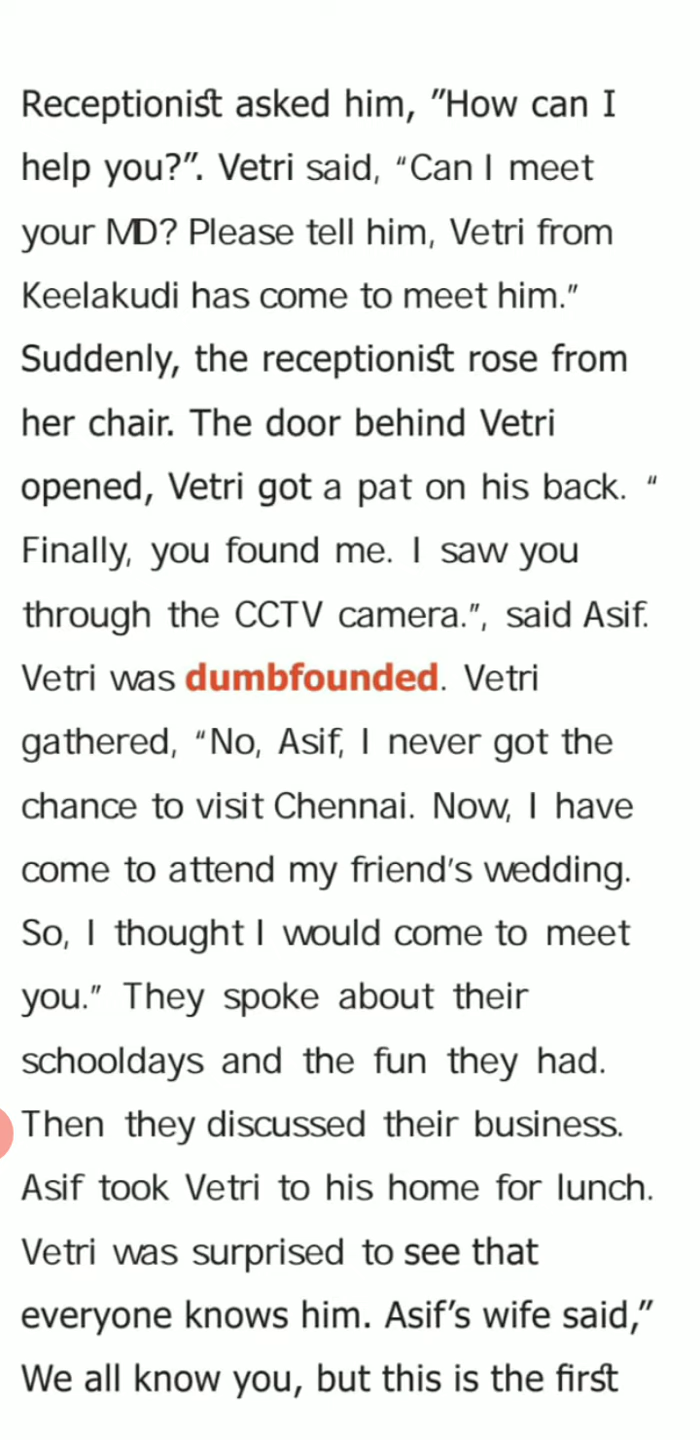 Receptionist asked him, "How can I
help you?". Vetri said, "Can I meet
your MD? Please tell him, Vetri from
Keelakudi has come to meet him."
Suddenly, the receptionist rose from
her chair. The door behind Vetri
opened, Vetri got a pat on his back. "
Finally, you found me. I saw you
through the CCTV camera.", said Asif.
Vetri was dumbfounded. Vetri
gathered, "No, Asif, I never got the
chance to visit Chennai. Now, I have
come to attend my friend's wedding.
So, I thought I would come to meet
you." They spoke about their
schooldays and the fun they had.
Then they discussed their business.
Asif took Vetri to his home for lunch.
Vetri was surprised to see that
everyone knows him. Asif's wife said,"
We all know you, but this is the first